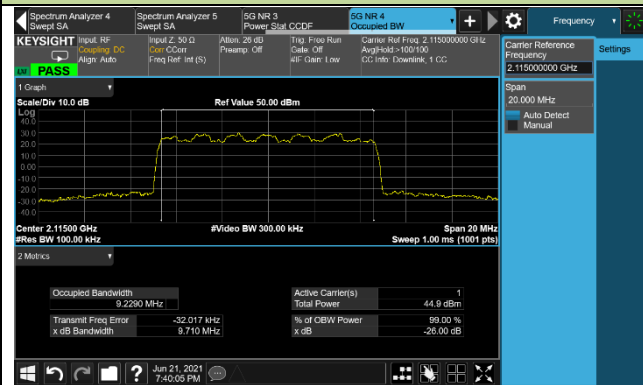 Spectrum Analyzer 4
Swept SA
Spectrum Analyzer 5
Swept SA
5G NR 3
Power Stat CCDF
5G NR 4
Occupied BW
Frequency
KEYSIGHT
Input: RF
Coupling: DC
Align: Auto
Input Z: 50 Ω
Corr CCorr
Freq Ref: Int (S)
Atten: 26 dB
Preamp: Off
Trig: Free Run
Gate: Off
#IF Gain: Low
Carrier Ref Freq: 2.115000000 GHz
Avg|Hold:>100/100
CC Info: Downlink, 1 CC
PASS
Carrier Reference
Frequency
2.115000000 GHz
Settings
Span
20.000 MHz
Auto Detect
Manual
1 Graph
Scale/Div 10.0 dB
Ref Value 50.00 dBm
Log
40.0
30.0
20.0
10.0
0.00
-10.0
-20.0
-30.0
-40.0
Center 2.11500 GHz
#Res BW 100.00 kHz
#Video BW 300.00 kHz
Span 20 MHz
Sweep 1.00 ms (1001 pts)
2 Metrics
Occupied Bandwidth
9.2290 MHz
Transmit Freq Error
-32.017 kHz
x dB Bandwidth
9.710 MHz
Active Carrier(s)
1
Total Power
44.9 dBm
% of OBW Power
99.00 %
x dB
-26.00 dB
?
Jun 21, 2021
7:40:05 PM